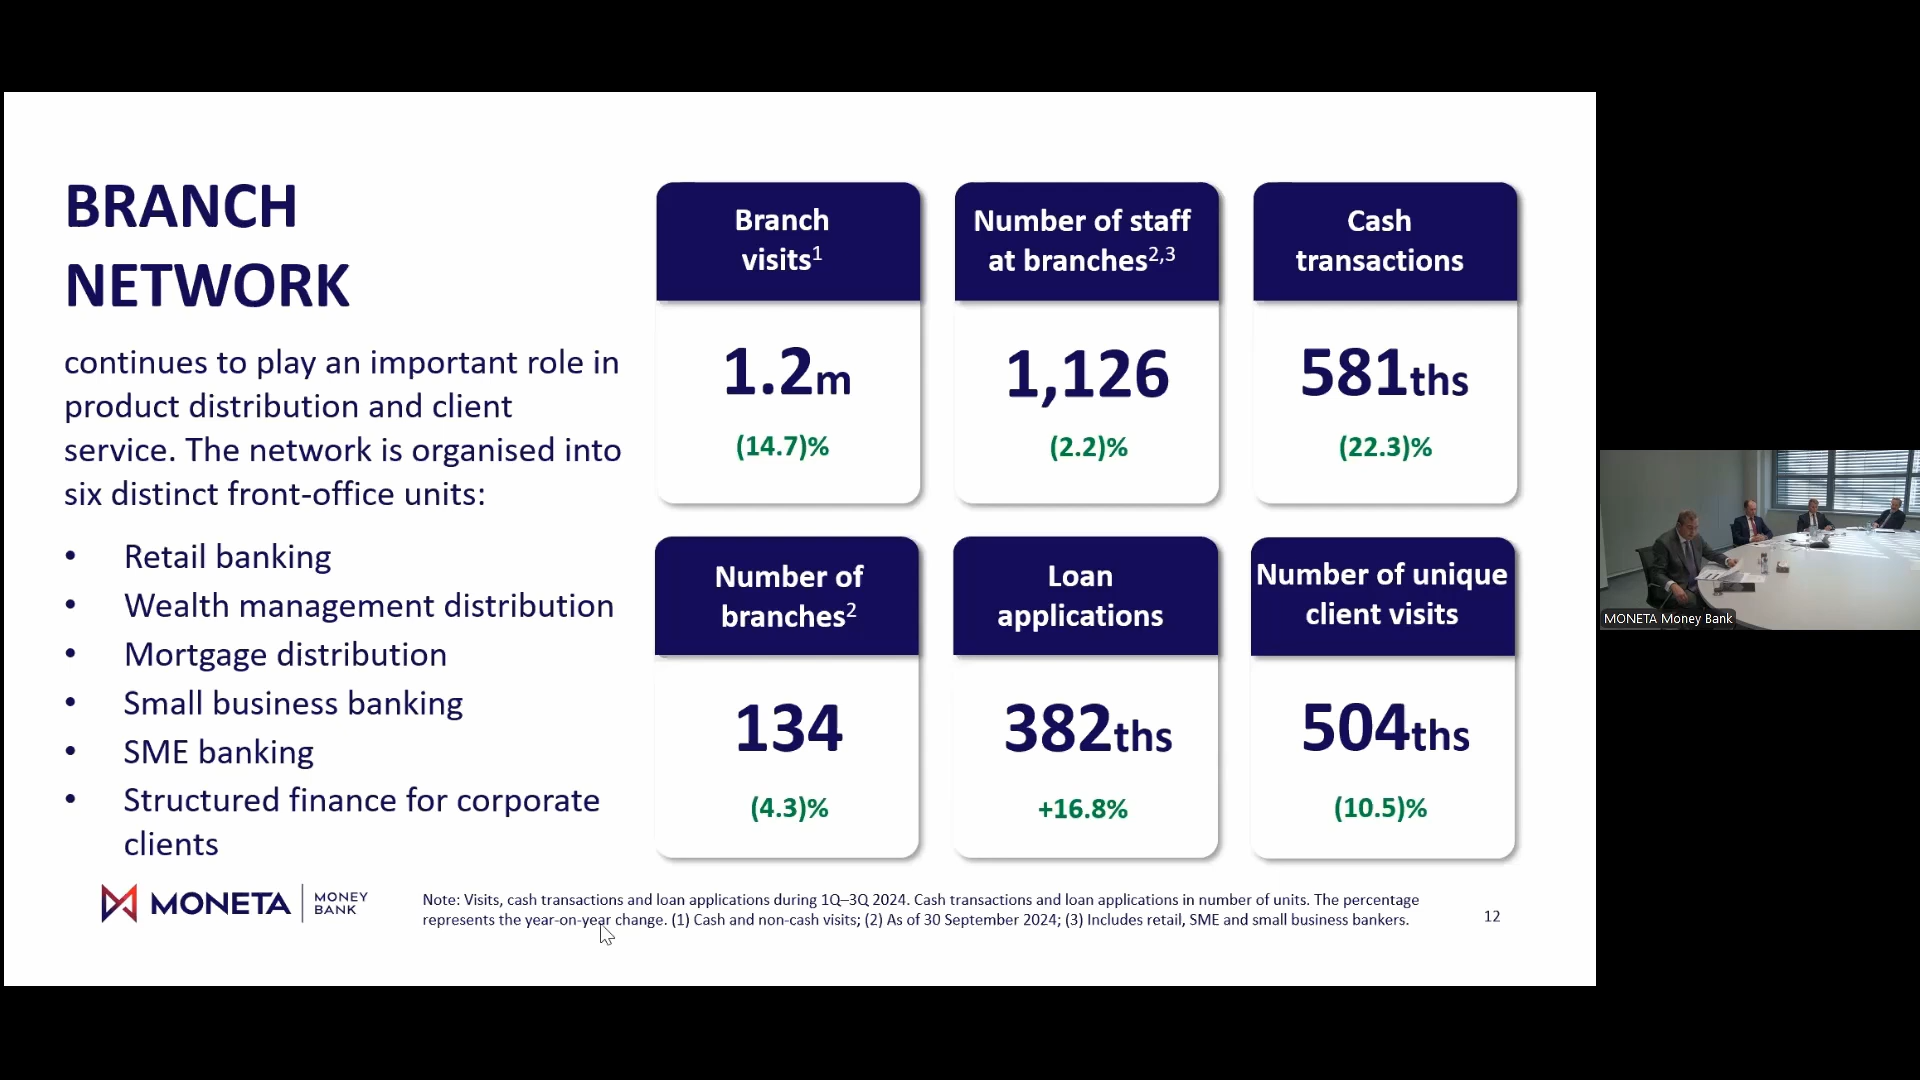 BRANCH
NETWORK
continues to play an important role in
product distribution and client
service. The network is organised into
six distinct front-office units:
• Retail banking
• Wealth management distribution
• Mortgage distribution
• Small business banking
• SME banking
• Structured finance for corporate
clients
Branch
visits1
1.2m
(14.7)%
Number of staff
at branches2,3
1,126
(2.2)%
Cash
transactions
581ths
(22.3)%
Number of
branches2
134
(4.3)%
Loan
applications
382ths
+16.8%
Number of unique
client visits
504ths
(10.5)%
MONETA
MONEY
BANK
Note: Visits, cash transactions and loan applications during 1Q–3Q 2024. Cash transactions and loan applications in number of units. The percentage
represents the year-on-year change. (1) Cash and non-cash visits; (2) As of 30 September 2024; (3) Includes retail, SME and small business bankers.
12
MONETA Money Bank